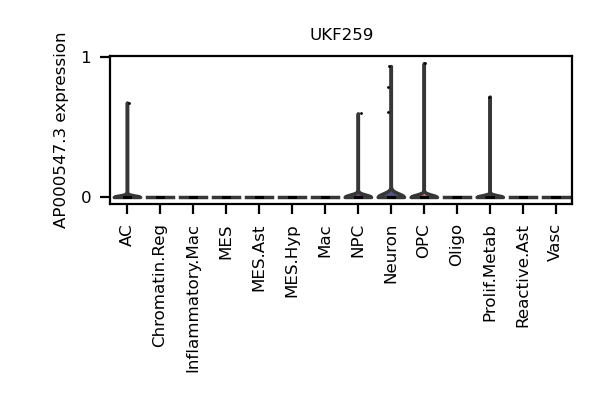 UKF259
AP000547.3 expression
1
0
AC
Chromatin.Reg
Inflammatory.Mac
MES
MES.Ast
MES.Hyp
Mac
NPC
Neuron
OPC
Oligo
Prolif.Metab
Reactive.Ast
Vasc